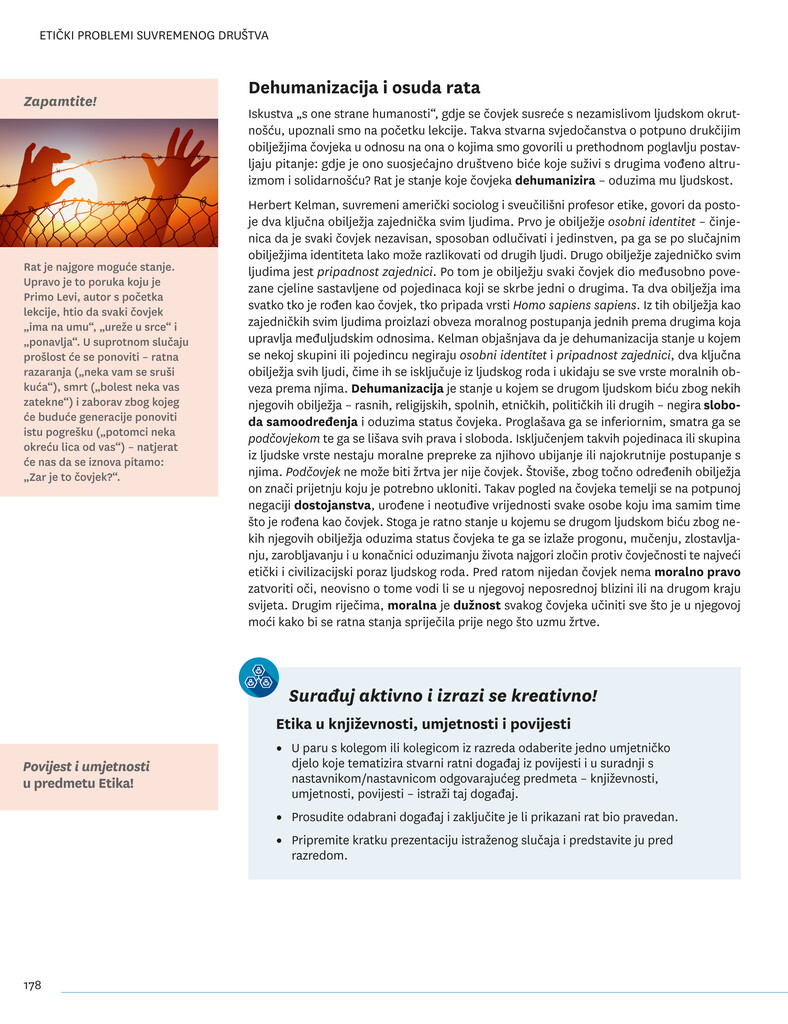 ETIČKI PROBLEMI SUVREMENOG DRUŠTVA
Zapamtite!
Rat je najgore moguće stanje.
Upravo je to poruka koju je
Primo Levi, autor s početka
lekcije, htio da svaki čovjek
„ima na umu“, „ureže u srce“ i
„ponavlja“. U suprotnom slučaju
prošlost će se ponoviti – ratna
razaranja („neka vam se sruši
kuća“), smrt („bolest neka vas
zatekne“) i zaborav zbog kojeg
će buduće generacije ponoviti
istu pogrešku („potomci neka
okreću lica od vas“) – natjerat
će nas da se iznova pitamo:
„Zar je to čovjek?“.
Dehumanizacija i osuda rata
Iskustva „s one strane humanosti“, gdje se čovjek susreće s nezamislivom ljudskom okrut-
nošću, upoznali smo na početku lekcije. Takva stvarna svjedočanstva o potpuno drukčijim
obilježjima čovjeka u odnosu na ona o kojima smo govorili u prethodnom poglavlju postav-
ljaju pitanje: gdje je ono suosjećajno društveno biće koje suživi s drugima vođeno altru-
izmom i solidarnošću? Rat je stanje koje čovjeka dehumanizira – oduzima mu ljudskost.
Herbert Kelman, suvremeni američki sociolog i sveučilišni profesor etike, govori da posto-
je dva ključna obilježja zajednička svim ljudima. Prvo je obilježje osobni identitet – činje-
nica da je svaki čovjek nezavisan, sposoban odlučivati i jedinstven, pa ga se po slučajnim
obilježjima identiteta lako može razlikovati od drugih ljudi. Drugo obilježje zajedničko svim
ljudima jest pripadnost zajednici. Po tom je obilježju svaki čovjek dio međusobno pove-
zane cjeline sastavljene od pojedinaca koji se skrbe jedni o drugima. Ta dva obilježja ima
svatko tko je rođen kao čovjek, tko pripada vrsti Homo sapiens sapiens. Iz tih obilježja kao
zajedničkih svim ljudima proizlazi obveza moralnog postupanja jednih prema drugima koja
upravlja međuljudskim odnosima. Kelman objašnjava da je dehumanizacija stanje u kojem
se nekoj skupini ili pojedincu negiraju osobni identitet i pripadnost zajednici, dva ključna
obilježja svih ljudi, čime ih se isključuje iz ljudskog roda i ukidaju se sve vrste moralnih ob-
veza prema njima. Dehumanizacija je stanje u kojem se drugom ljudskom biću zbog nekih
njegovih obilježja – rasnih, religijskih, spolnih, etničkih, političkih ili drugih – negira slobo-
da samoodređenja i oduzima status čovjeka. Proglašava ga se inferiornim, smatra ga se
podčovjekom te ga se lišava svih prava i sloboda. Isključenjem takvih pojedinaca ili skupina
iz ljudske vrste nestaju moralne prepreke za njihovo ubijanje ili najokrutnije postupanje s
njima. Podčovjek ne može biti žrtva jer nije čovjek. Štoviše, zbog točno određenih obilježja
on znači prijetnju koju je potrebno ukloniti. Takav pogled na čovjeka temelji se na potpunoj
negaciji dostojanstva, urođene i neotuđive vrijednosti svake osobe koju ima samim time
što je rođena kao čovjek. Stoga je ratno stanje u kojemu se drugom ljudskom biću zbog ne-
kih njegovih obilježja oduzima status čovjeka te ga se izlaže progonu, mučenju, zlostavlja-
nju, zarobljavanju i u konačnici oduzimanju života najgori zločin protiv čovječnosti te najveći
etički i civilizacijski poraz ljudskog roda. Pred ratom nijedan čovjek nema moralno pravo
zatvoriti oči, neovisno o tome vodi li se u njegovoj neposrednoj blizini ili na drugom kraju
svijeta. Drugim riječima, moralna je dužnost svakog čovjeka učiniti sve što je u njegovoj
moći kako bi se ratna stanja spriječila prije nego što uzmu žrtve.
Surađuj aktivno i izrazi se kreativno!
Etika u književnosti, umjetnosti i povijesti
• U paru s kolegom ili kolegicom iz razreda odaberite jedno umjetničko
djelo koje tematizira stvarni ratni događaj iz povijesti i u suradnji s
nastavnikom/nastavnicom odgovarajućeg predmeta – književnosti,
umjetnosti, povijesti – istraži taj događaj.
• Prosudite odabrani događaj i zaključite je li prikazani rat bio pravedan.
• Pripremite kratku prezentaciju istraženog slučaja i predstavite ju pred
razredom.
Povijest i umjetnosti
u predmetu Etika!
178